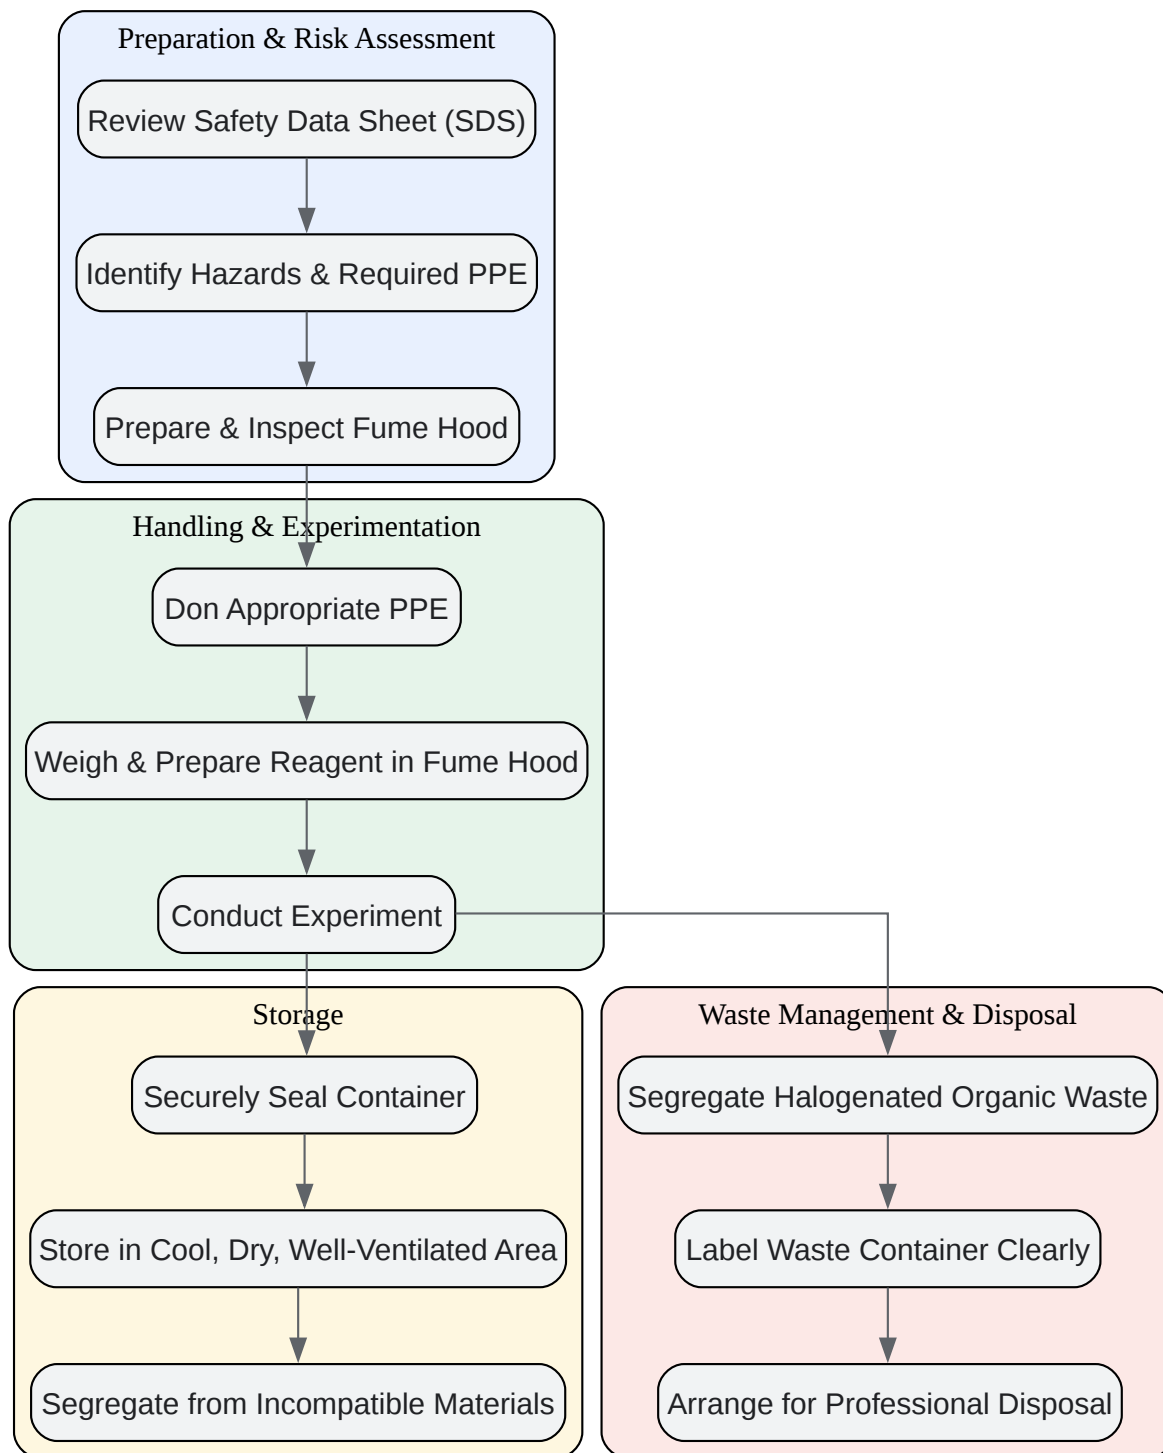 Preparation & Risk Assessment
Review Safety Data Sheet (SDS)
Identify Hazards & Required PPE
Prepare & Inspect Fume Hood
Handling & Experimentation
Don Appropriate PPE
Weigh & Prepare Reagent in Fume Hood
Conduct Experiment
Storage
Securely Seal Container
Store in Cool, Dry, Well-Ventilated Area
Segregate from Incompatible Materials
Waste Management & Disposal
Segregate Halogenated Organic Waste
Label Waste Container Clearly
Arrange for Professional Disposal